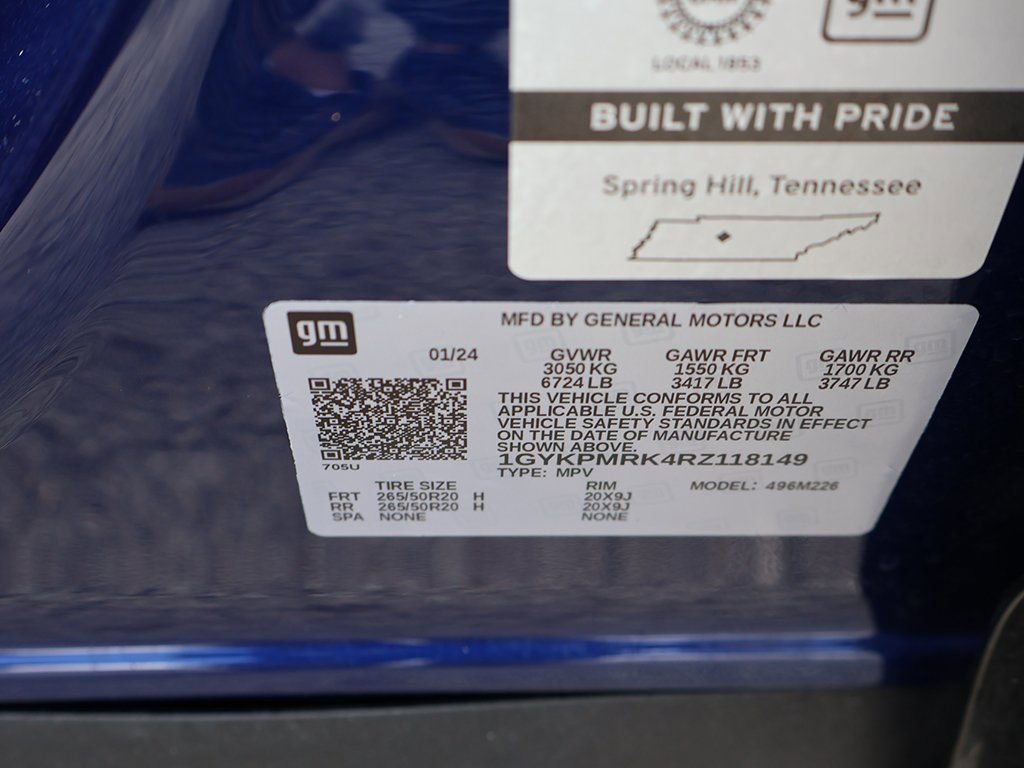 gm
LOCAL 1853
BUILT WITH PRIDE
Spring Hill, Tennessee
gm
MFD BY GENERAL MOTORS LLC
01/24 GVWR GAWR FRT GAWR RR
3050 KG 1550 KG 1700 KG
6724 LB 3417 LB 3747 LB
THIS VEHICLE CONFORMS TO ALL
APPLICABLE U.S. FEDERAL MOTOR
VEHICLE SAFETY STANDARDS IN EFFECT
ON THE DATE OF MANUFACTURE
SHOWN ABOVE.
1GYKPMRK4RZ118149
705U
TYPE: MPV
TIRE SIZE RIM MODEL: 496M226
FRT 265/50R20 H 20X9J
RR 265/50R20 H 20X9J
SPA NONE NONE